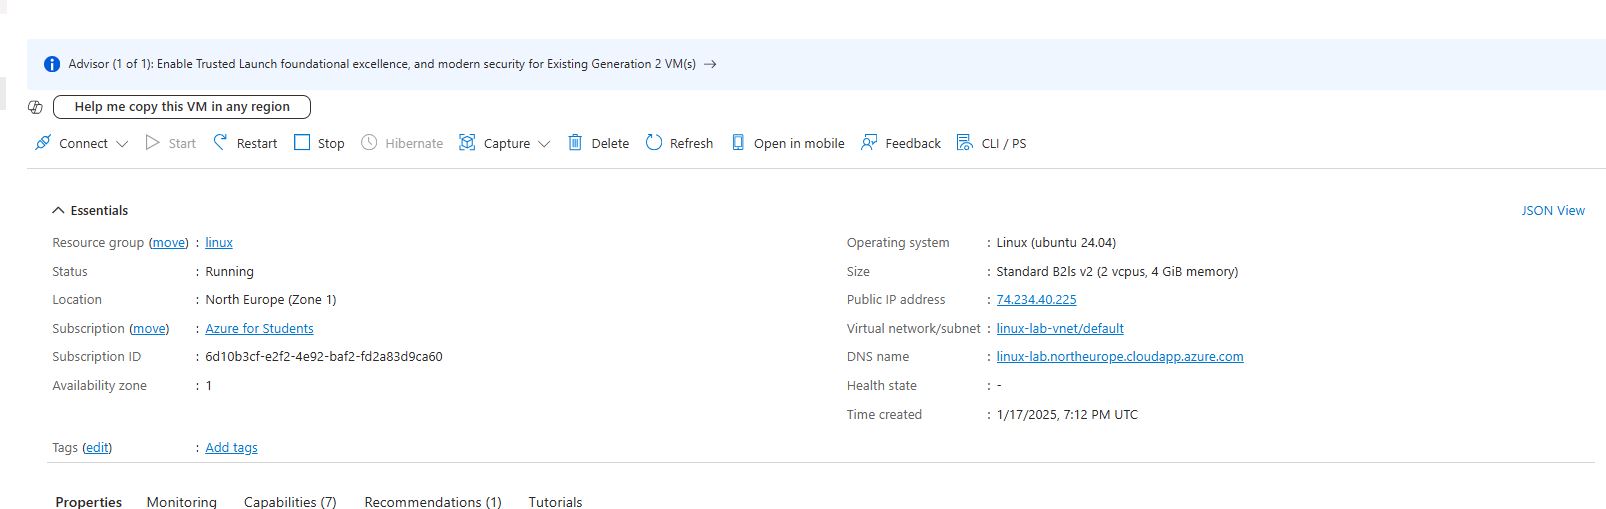 Advisor (1 of 1): Enable Trusted Launch foundational excellence, and modern security for Existing Generation 2 VM(s) →
Help me copy this VM in any region
Connect Start Restart Stop Hibernate Capture Delete Refresh Open in mobile Feedback CLI / PS
Essentials
JSON View
Resource group (move) : linux
Status : Running
Location : North Europe (Zone 1)
Subscription (move) : Azure for Students
Subscription ID : 6d10b3cf-e2f2-4e92-baf2-fd2a83d9ca60
Availability zone : 1
Operating system : Linux (ubuntu 24.04)
Size : Standard B2ls v2 (2 vcpus, 4 GiB memory)
Public IP address : 74.234.40.225
Virtual network/subnet : linux-lab-vnet/default
DNS name : linux-lab.northeurope.cloudapp.azure.com
Health state : -
Time created : 1/17/2025, 7:12 PM UTC
Tags (edit) : Add tags
Properties Monitoring Capabilities (7) Recommendations (1) Tutorials